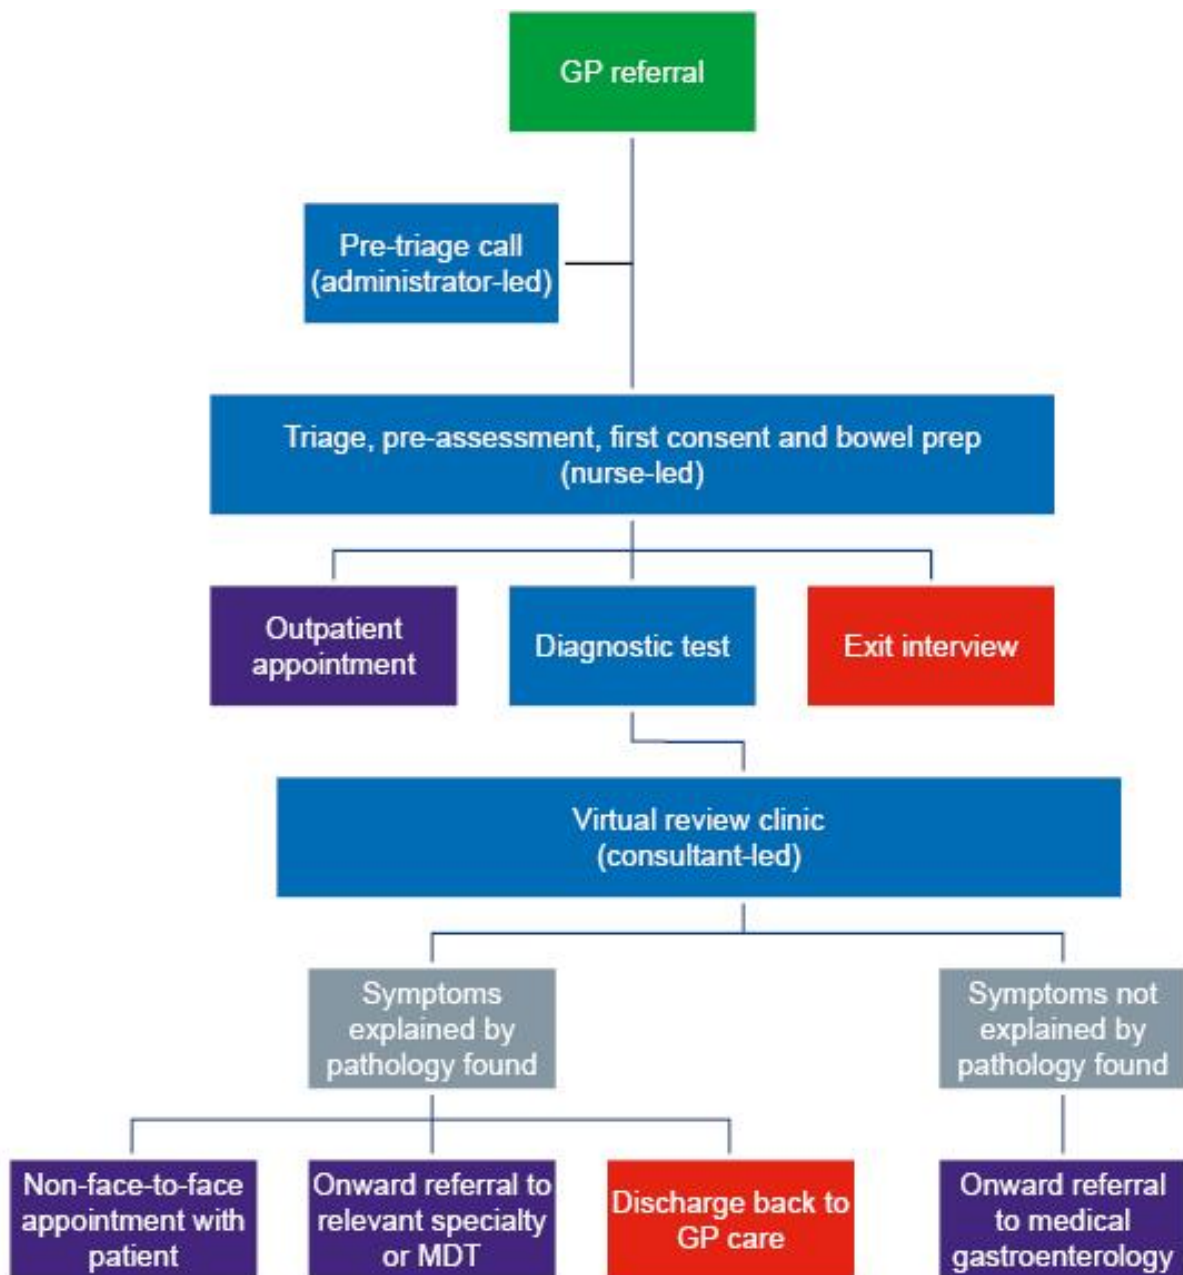 GP referral
Pre-triage call
(administrator-led)
Triage, pre-assessment, first consent and bowel prep
(nurse-led)
Outpatient
appointment
Diagnostic test
Exit interview
Virtual review clinic
(consultant-led)
Symptoms
explained by
pathology found
Symptoms not
explained by
pathology found
Non-face-to-face
appointment with
patient
Onward referral to
relevant specialty
or MDT
Discharge back to
GP care
Onward referral
to medical
gastroenterology